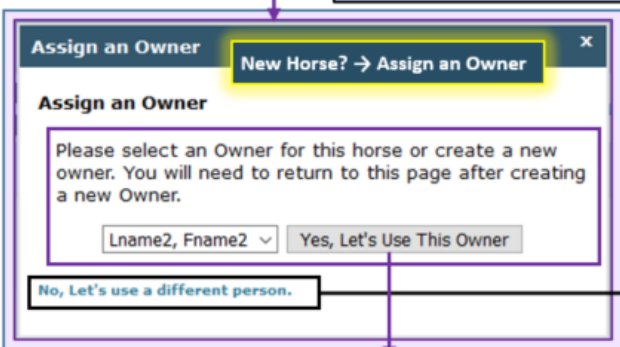 Assign an Owner
x
New Horse? → Assign an Owner
Assign an Owner
Please select an Owner for this horse or create a new
owner. You will need to return to this page after creating
a new Owner.
Lname2, Fname2
Yes, Let's Use This Owner
No, Let's use a different person.